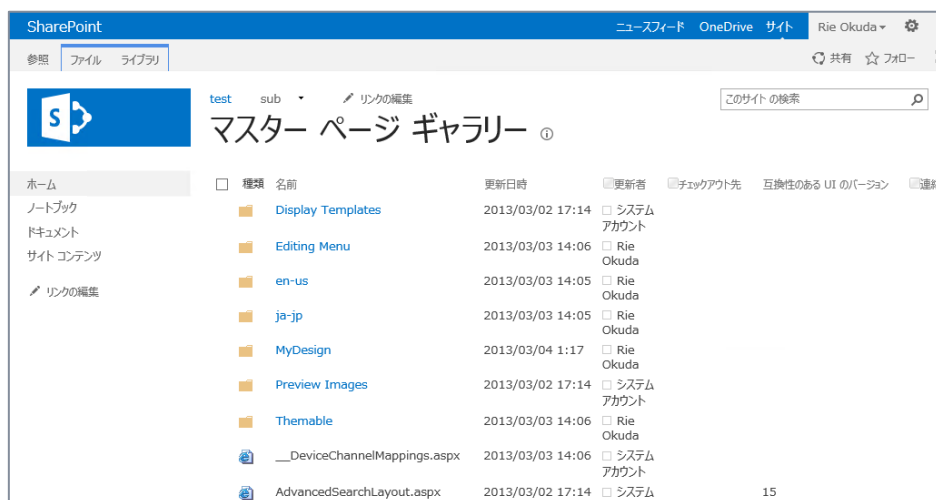 SharePoint
ニュースフィード OneDrive サイト Rie Okuda
参照 ファイル ライブラリ 共有 フォロー
test sub リンクの編集
このサイト の検索
マスター ページ ギャラリー
ホーム
ノートブック
ドキュメント
サイト コンテンツ
リンクの編集
種類 名前 更新日時 更新者 チェックアウト先 互換性のある UI のバージョン 連絡
Display Templates 2013/03/02 17:14 システム
アカウント
Editing Menu 2013/03/03 14:06 Rie
Okuda
en-us 2013/03/03 14:05 Rie
Okuda
ja-jp 2013/03/03 14:05 Rie
Okuda
MyDesign 2013/03/04 1:17 Rie
Okuda
Preview Images 2013/03/02 17:14 システム
アカウント
Themable 2013/03/03 14:06 Rie
Okuda
__DeviceChannelMappings.aspx 2013/03/03 14:06 システム
アカウント
AdvancedSearchLayout.aspx 2013/03/02 17:14 システム 15